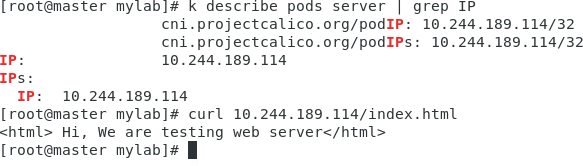 [root@master mylab]# k describe pods server | grep IP
cni.projectcalico.org/podIP: 10.244.189.114/32
cni.projectcalico.org/podIPs: 10.244.189.114/32
IP: 10.244.189.114
IPs:
IP: 10.244.189.114
[root@master mylab]# curl 10.244.189.114/index.html
<html> Hi, We are testing web server</html>
[root@master mylab]#